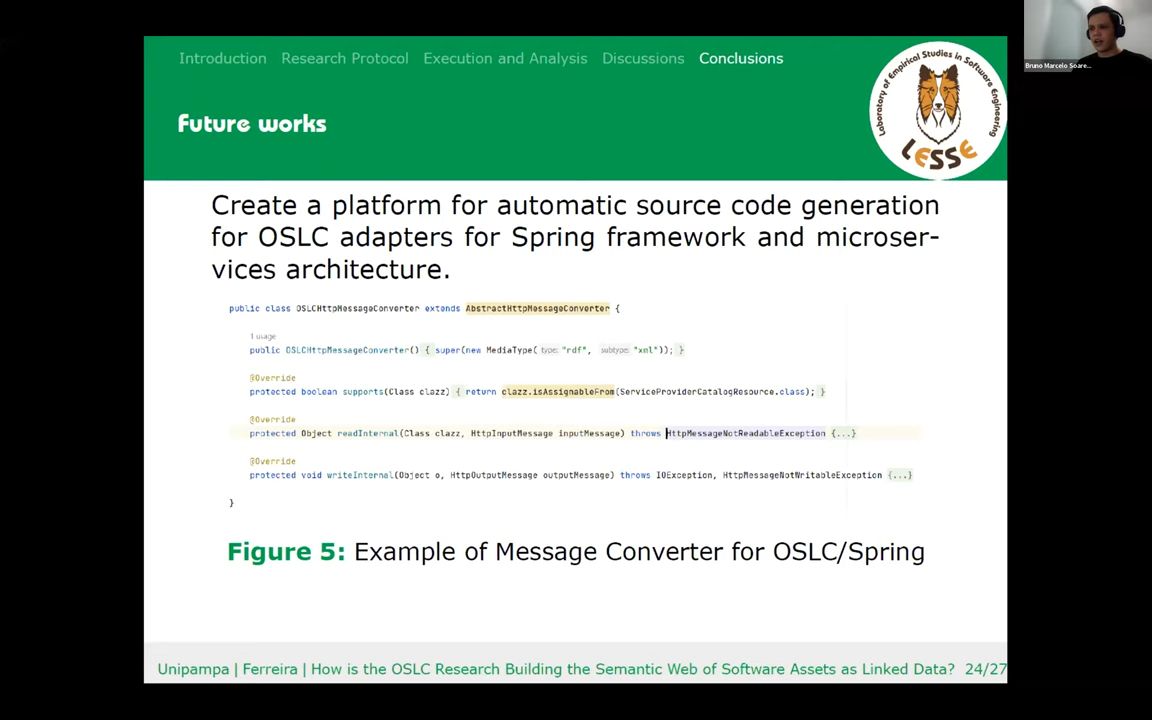 Introduction Research Protocol Execution and Analysis Discussions Conclusions
Future works
Laboratory of Empirical Studies in Software Engineering
LESSE
Bruno Marcelo Soare...
Create a platform for automatic source code generation
for OSLC adapters for Spring framework and microser-
vices architecture.
public class OSLCHttpMessageConverter extends AbstractHttpMessageConverter {
1 usage
public OSLCHttpMessageConverter() { super(new MediaType( type: "rdf", subtype: "xml")); }
@Override
protected boolean supports(Class clazz) { return clazz.isAssignableFrom(ServiceProviderCatalogResource.class); }
@Override
protected Object readInternal(Class clazz, HttpInputMessage inputMessage) throws HttpMessageNotReadableException {...}
@Override
protected void writeInternal(Object o, HttpOutputMessage outputMessage) throws IOException, HttpMessageNotWritableException {...}
}
Figure 5: Example of Message Converter for OSLC/Spring
Unipampa | Ferreira | How is the OSLC Research Building the Semantic Web of Software Assets as Linked Data? 24/27